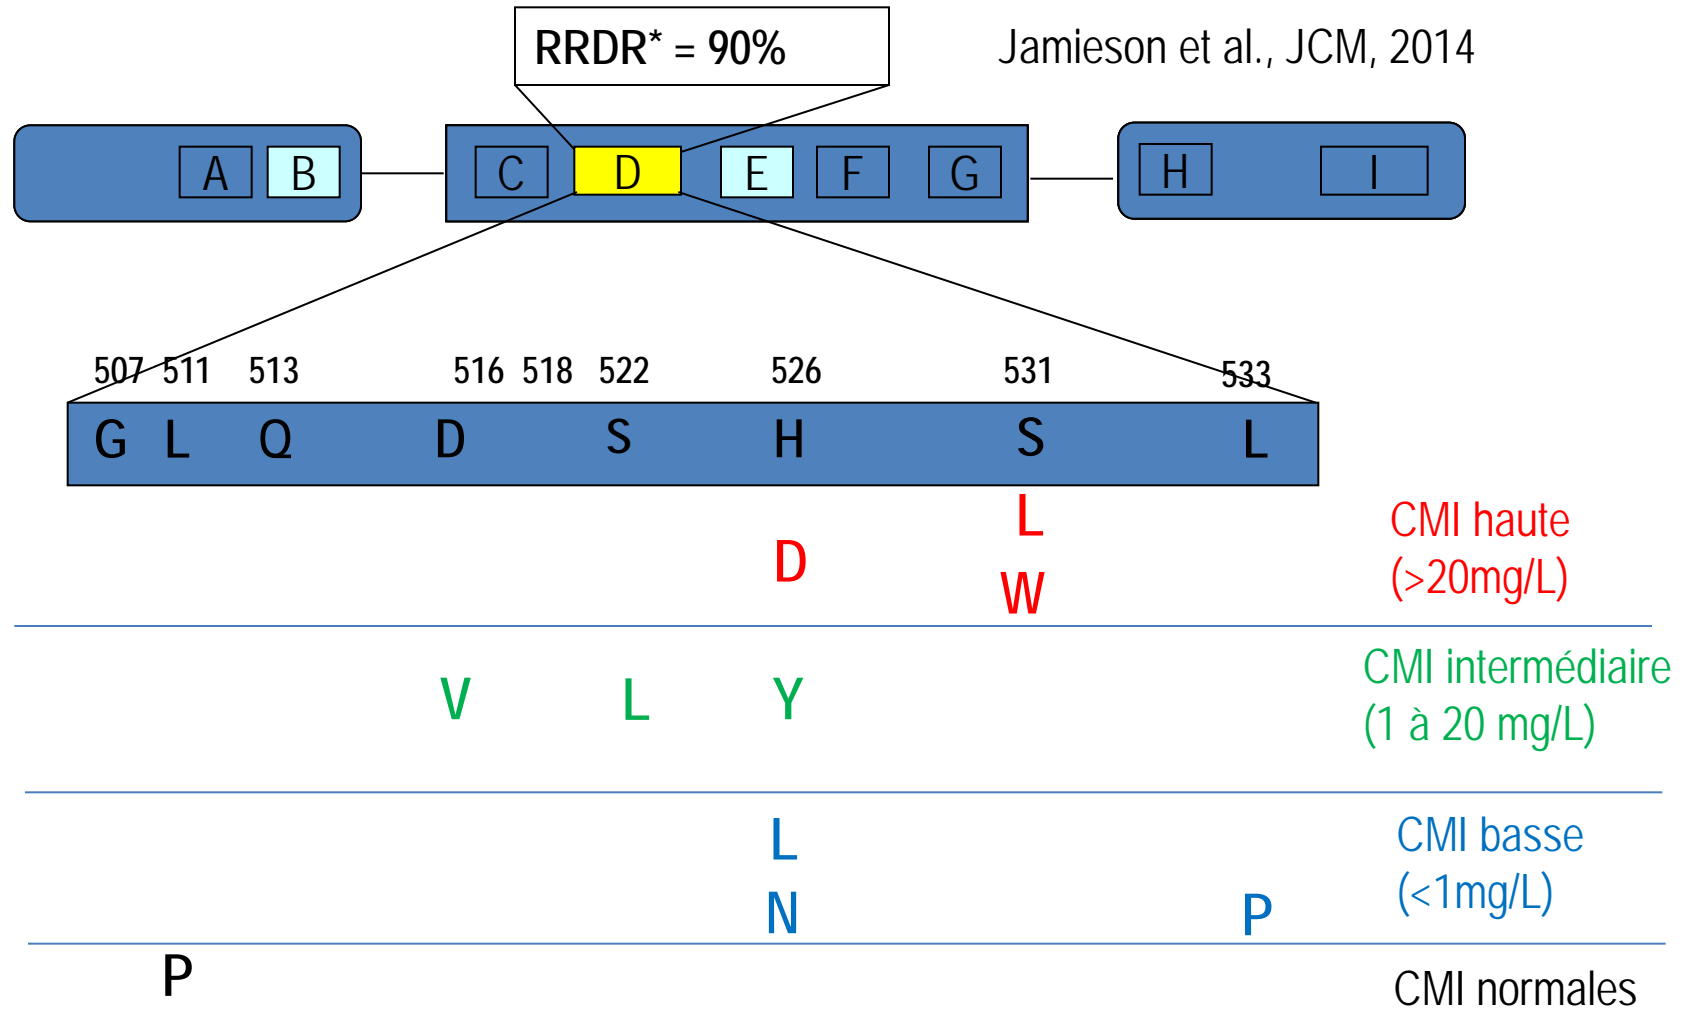 RRDR* = 90%
Jamieson et al., JCM, 2014
A B C D E F G H I
507 511 513 516 518 522 526 531 533
G L Q D S H S L
L
D
W
CMI haute
(>20mg/L)
V L Y
CMI intermédiaire
(1 à 20 mg/L)
L
N P
CMI basse
(<1mg/L)
P
CMI normales